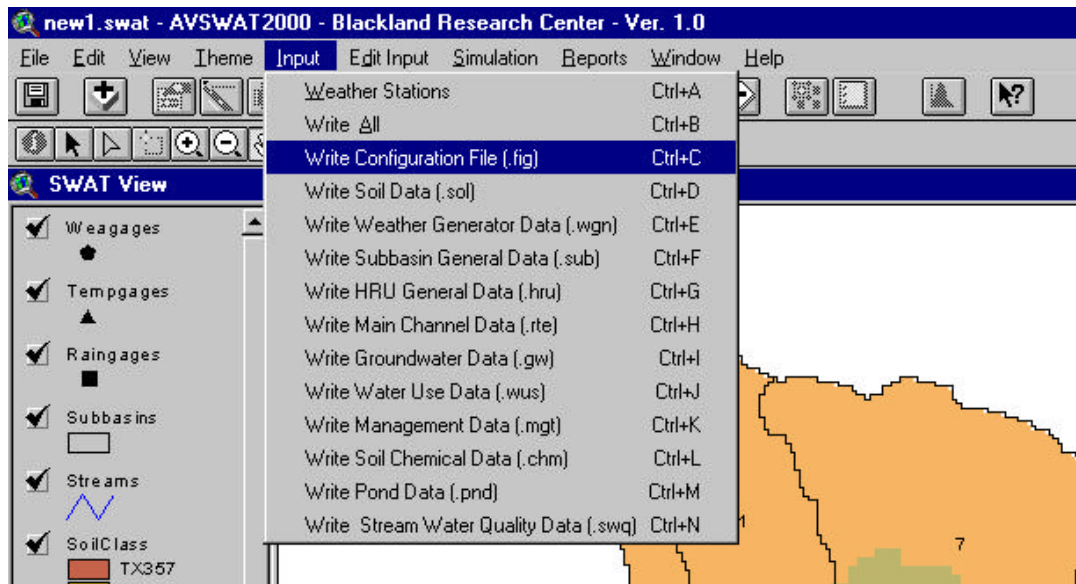 new1.swat - AVSWAT2000 - Blackland Research Center - Ver. 1.0
File Edit View Theme Input Edit Input Simulation Reports Window Help
Weather Stations Ctrl+A
Write All Ctrl+B
Write Configuration File (.fig) Ctrl+C
Write Soil Data (.sol) Ctrl+D
Write Weather Generator Data (.wgn) Ctrl+E
Write Subbasin General Data (.sub) Ctrl+F
Write HRU General Data (.hru) Ctrl+G
Write Main Channel Data (.rte) Ctrl+H
Write Groundwater Data (.gw) Ctrl+I
Write Water Use Data (.wus) Ctrl+J
Write Management Data (.mgt) Ctrl+K
Write Soil Chemical Data (.chm) Ctrl+L
Write Pond Data (.pnd) Ctrl+M
Write Stream Water Quality Data (.swq) Ctrl+N
SWAT View
Weagages
Tempgages
Raingages
Subbasins
Streams
SoilClass
TX357
7